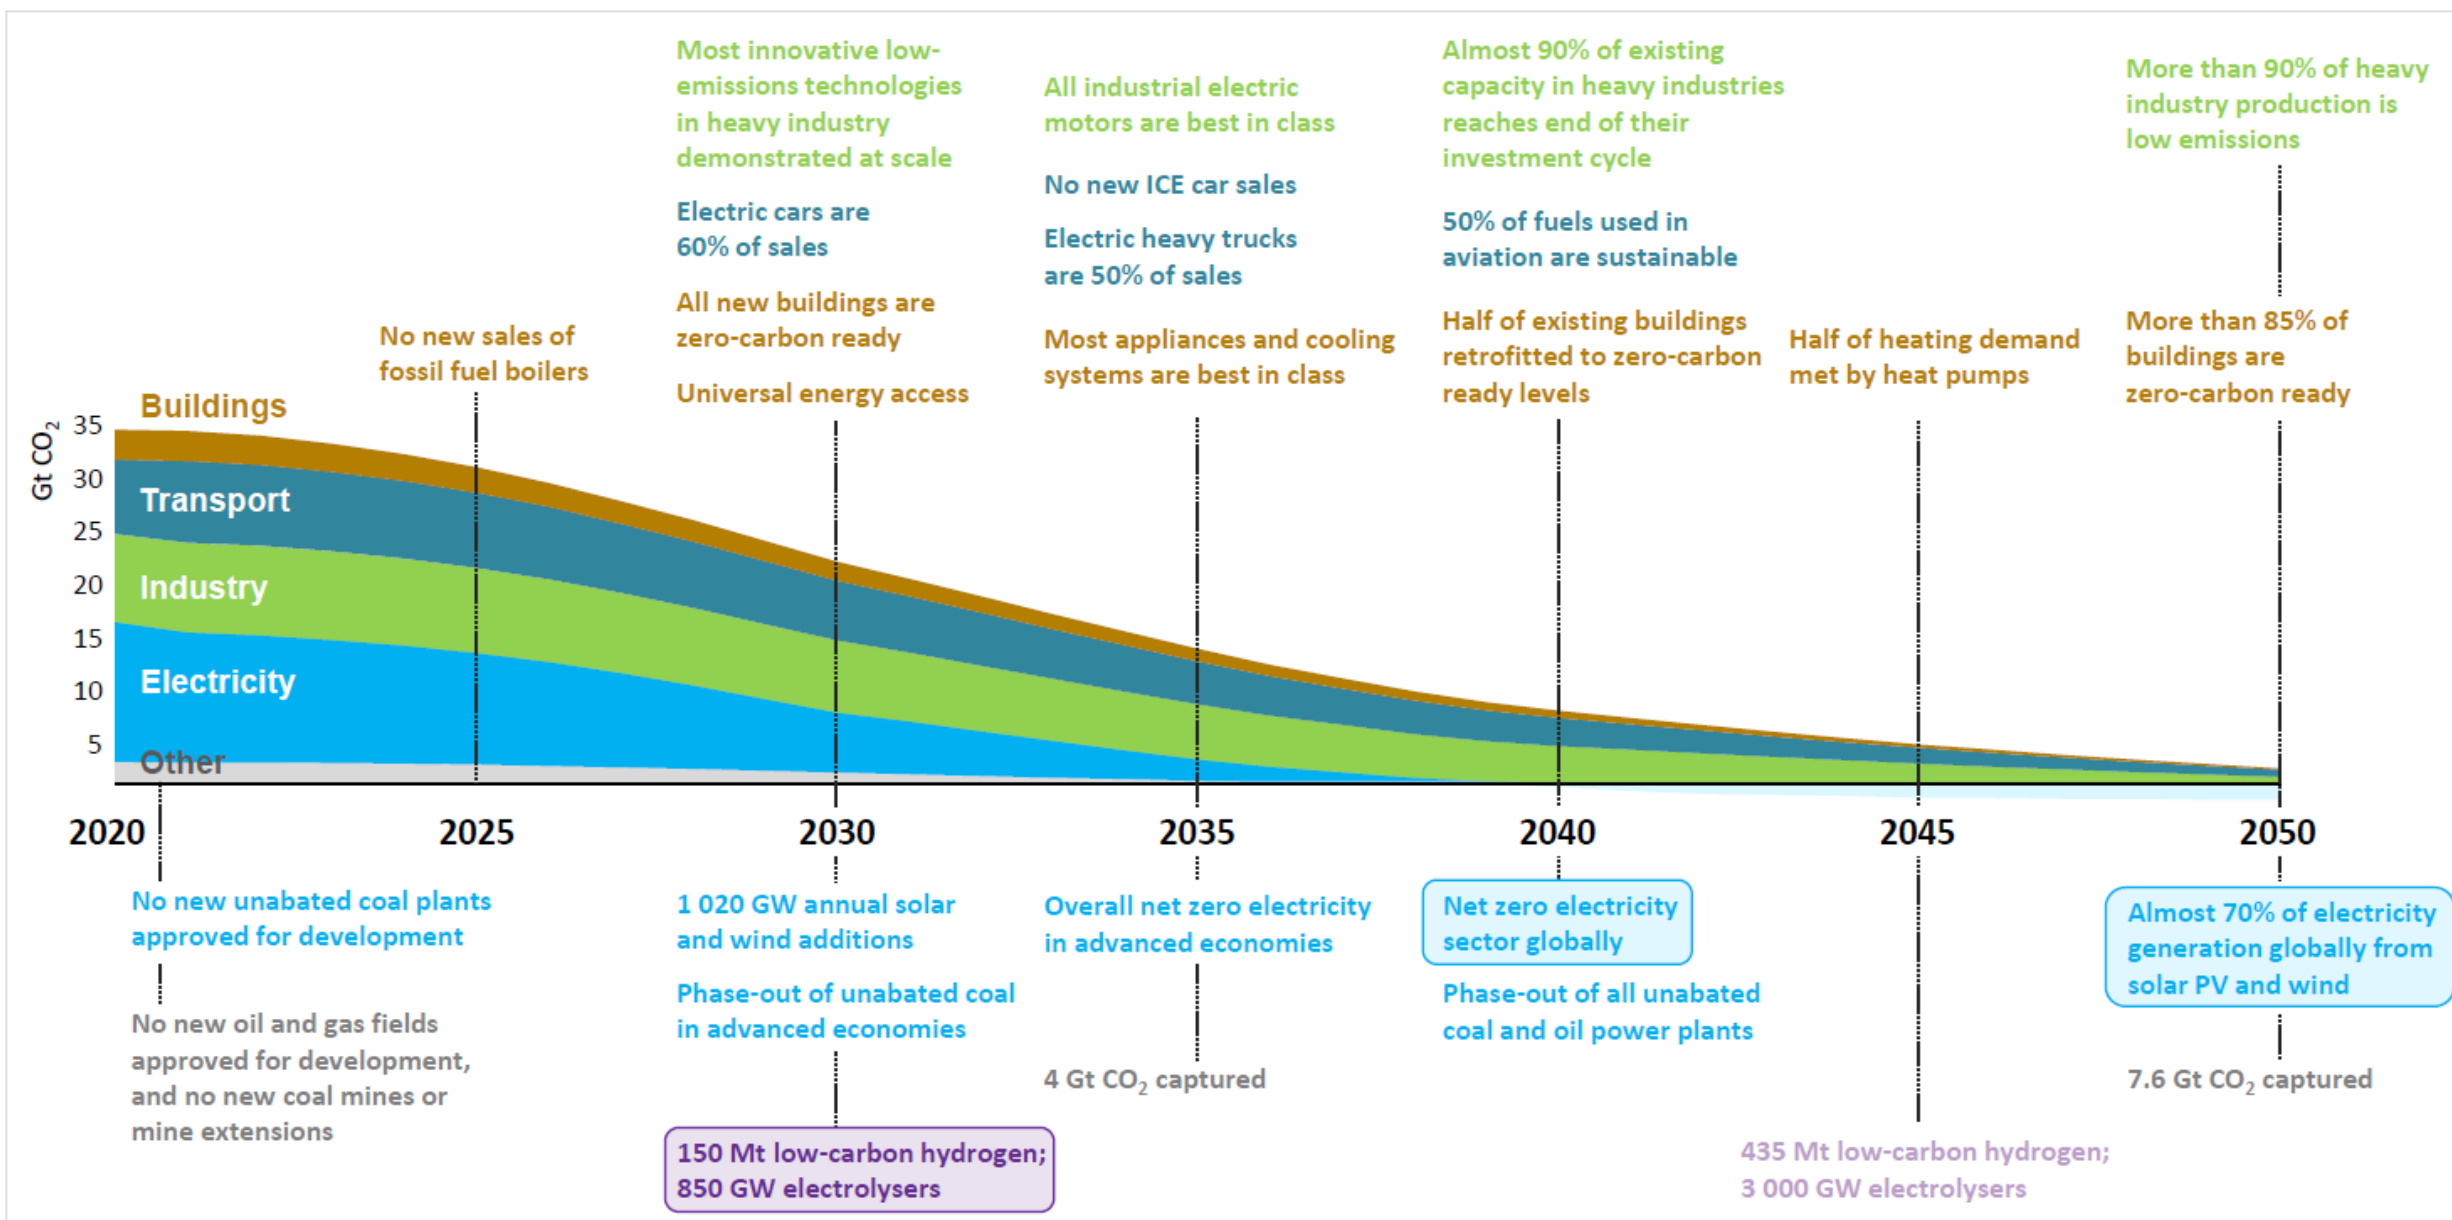 Most innovative low-
emissions technologies
in heavy industry
demonstrated at scale
Electric cars are
60% of sales
All new buildings are
zero-carbon ready
Universal energy access
All industrial electric
motors are best in class
No new ICE car sales
Electric heavy trucks
are 50% of sales
Most appliances and cooling
systems are best in class
Almost 90% of existing
capacity in heavy industries
reaches end of their
investment cycle
50% of fuels used in
aviation are sustainable
Half of existing buildings
retrofitted to zero-carbon
ready levels
Half of heating demand
met by heat pumps
More than 90% of heavy
industry production is
low emissions
More than 85% of
buildings are
zero-carbon ready
No new sales of
fossil fuel boilers
Gt CO₂
35
30
25
20
15
10
5
Buildings
Transport
Industry
Electricity
Other
2020
2025
2030
2035
2040
2045
2050
No new unabated coal plants
approved for development
No new oil and gas fields
approved for development,
and no new coal mines or
mine extensions
1 020 GW annual solar
and wind additions
Phase-out of unabated coal
in advanced economies
150 Mt low-carbon hydrogen;
850 GW electrolysers
Overall net zero electricity
in advanced economies
4 Gt CO₂ captured
Net zero electricity
sector globally
Phase-out of all unabated
coal and oil power plants
435 Mt low-carbon hydrogen;
3 000 GW electrolysers
Almost 70% of electricity
generation globally from
solar PV and wind
7.6 Gt CO₂ captured